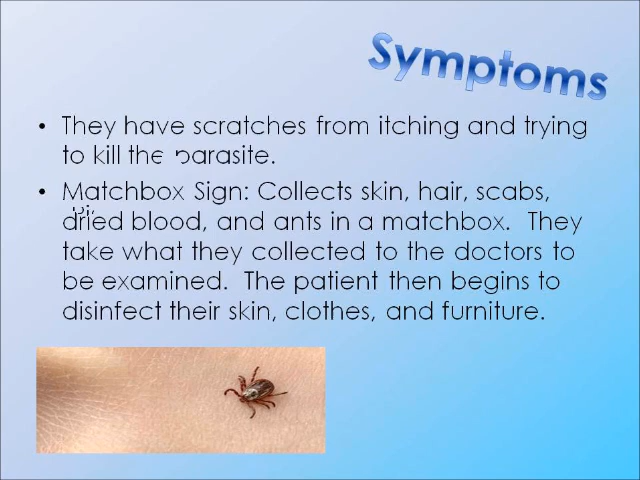 Symptoms
• They have scratches from itching and trying
to kill the parasite.
• Matchbox Sign: Collects skin, hair, scabs,
dried blood, and ants in a matchbox. They
take what they collected to the doctors to
be examined. The patient then begins to
disinfect their skin, clothes, and furniture.